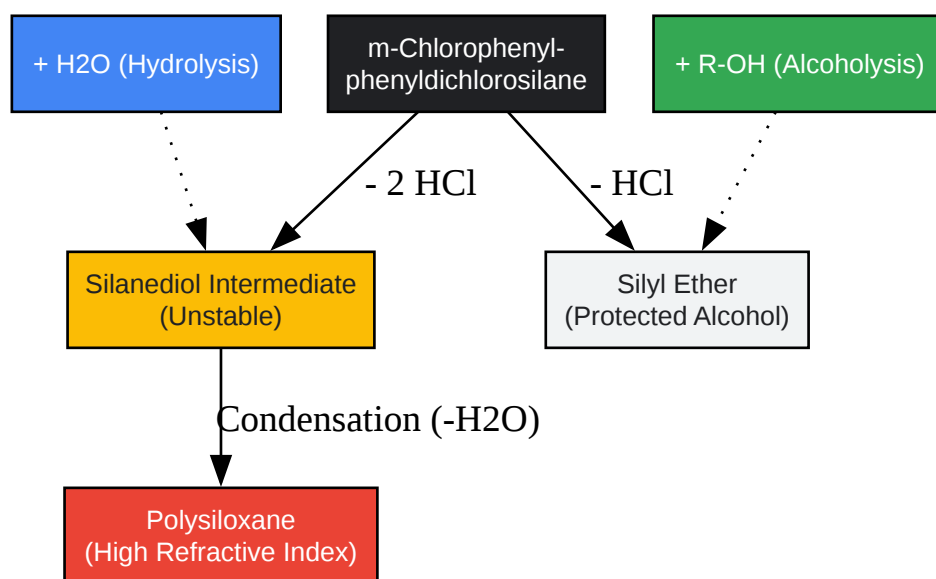 + H2O (Hydrolysis)
m-Chlorophenyl-
phenyldichlorosilane
+ R-OH (Alcoholysis)
- 2 HCl
- HCl
Silanediol Intermediate
(Unstable)
Silyl Ether
(Protected Alcohol)
Condensation (-H2O)
Polysiloxane
(High Refractive Index)